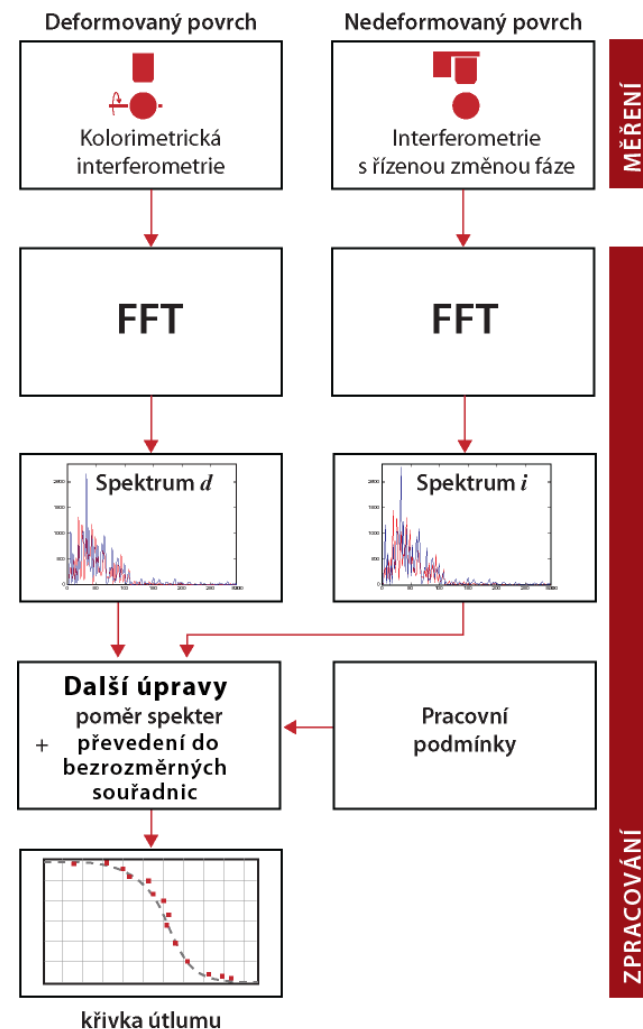 Deformovaný povrch
Nedeformovaný povrch
Kolorimetrická
interferometrie
Interferometrie
s řízenou změnou fáze
MĚŘENÍ
FFT
FFT
Spektrum d
Spektrum i
Další úpravy
poměr spekter
+ převedení do
bezrozměrných
souřadnic
Pracovní
podmínky
ZPRACOVÁNÍ
křivka útlumu